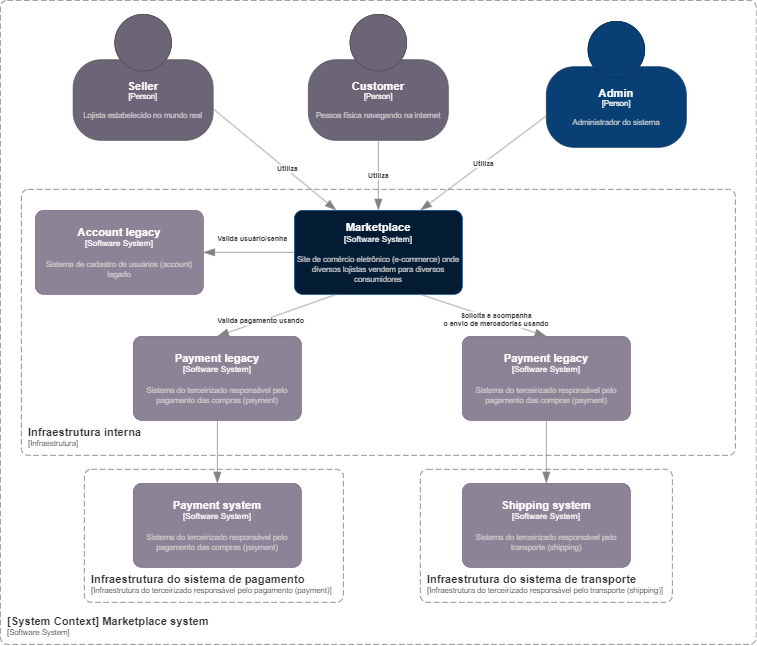 Seller
[Person]
Lojista estabelecido no mundo real
Customer
[Person]
Pessoa física navegando na internet
Admin
[Person]
Administrador do sistema
Utiliza
Utiliza
Utiliza
Account legacy
[Software System]
Sistema de cadastro de usuários (account)
legado
Valida usuário/senha
Marketplace
[Software System]
Site de comércio eletrônico (e-commerce) onde
diversos lojistas vendem para diversos
consumidores
Valida pagamento usando
Solicita e acompanha
o envio de mercadorias usando
Payment legacy
[Software System]
Sistema do terceirizado responsável pelo
pagamento das compras (payment)
Payment legacy
[Software System]
Sistema do terceirizado responsável pelo
pagamento das compras (payment)
Infraestrutura interna
[Infraestrutura]
Payment system
[Software System]
Sistema do terceirizado responsável pelo
pagamento das compras (payment)
Infraestrutura do sistema de pagamento
[Infraestrutura do terceirizado responsável pelo pagamento (payment)]
Shipping system
[Software System]
Sistema do terceirizado responsável pelo
transporte (shipping)
Infraestrutura do sistema de transporte
[Infraestrutura do terceirizado responsável pelo transporte (shipping)]
[System Context] Marketplace system
[Software System]